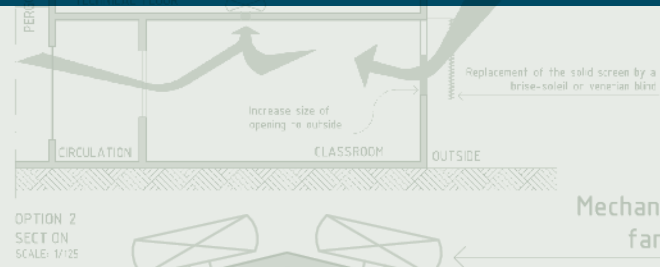 PERG
Replacement of the solid screen by a
brise-soleil or venetian blind
Increase size of
opening to outside
CIRCULATION
CLASSROOM
OUTSIDE
OPTION 2
SECTION
SCALE: 1/125
Mechan
fan